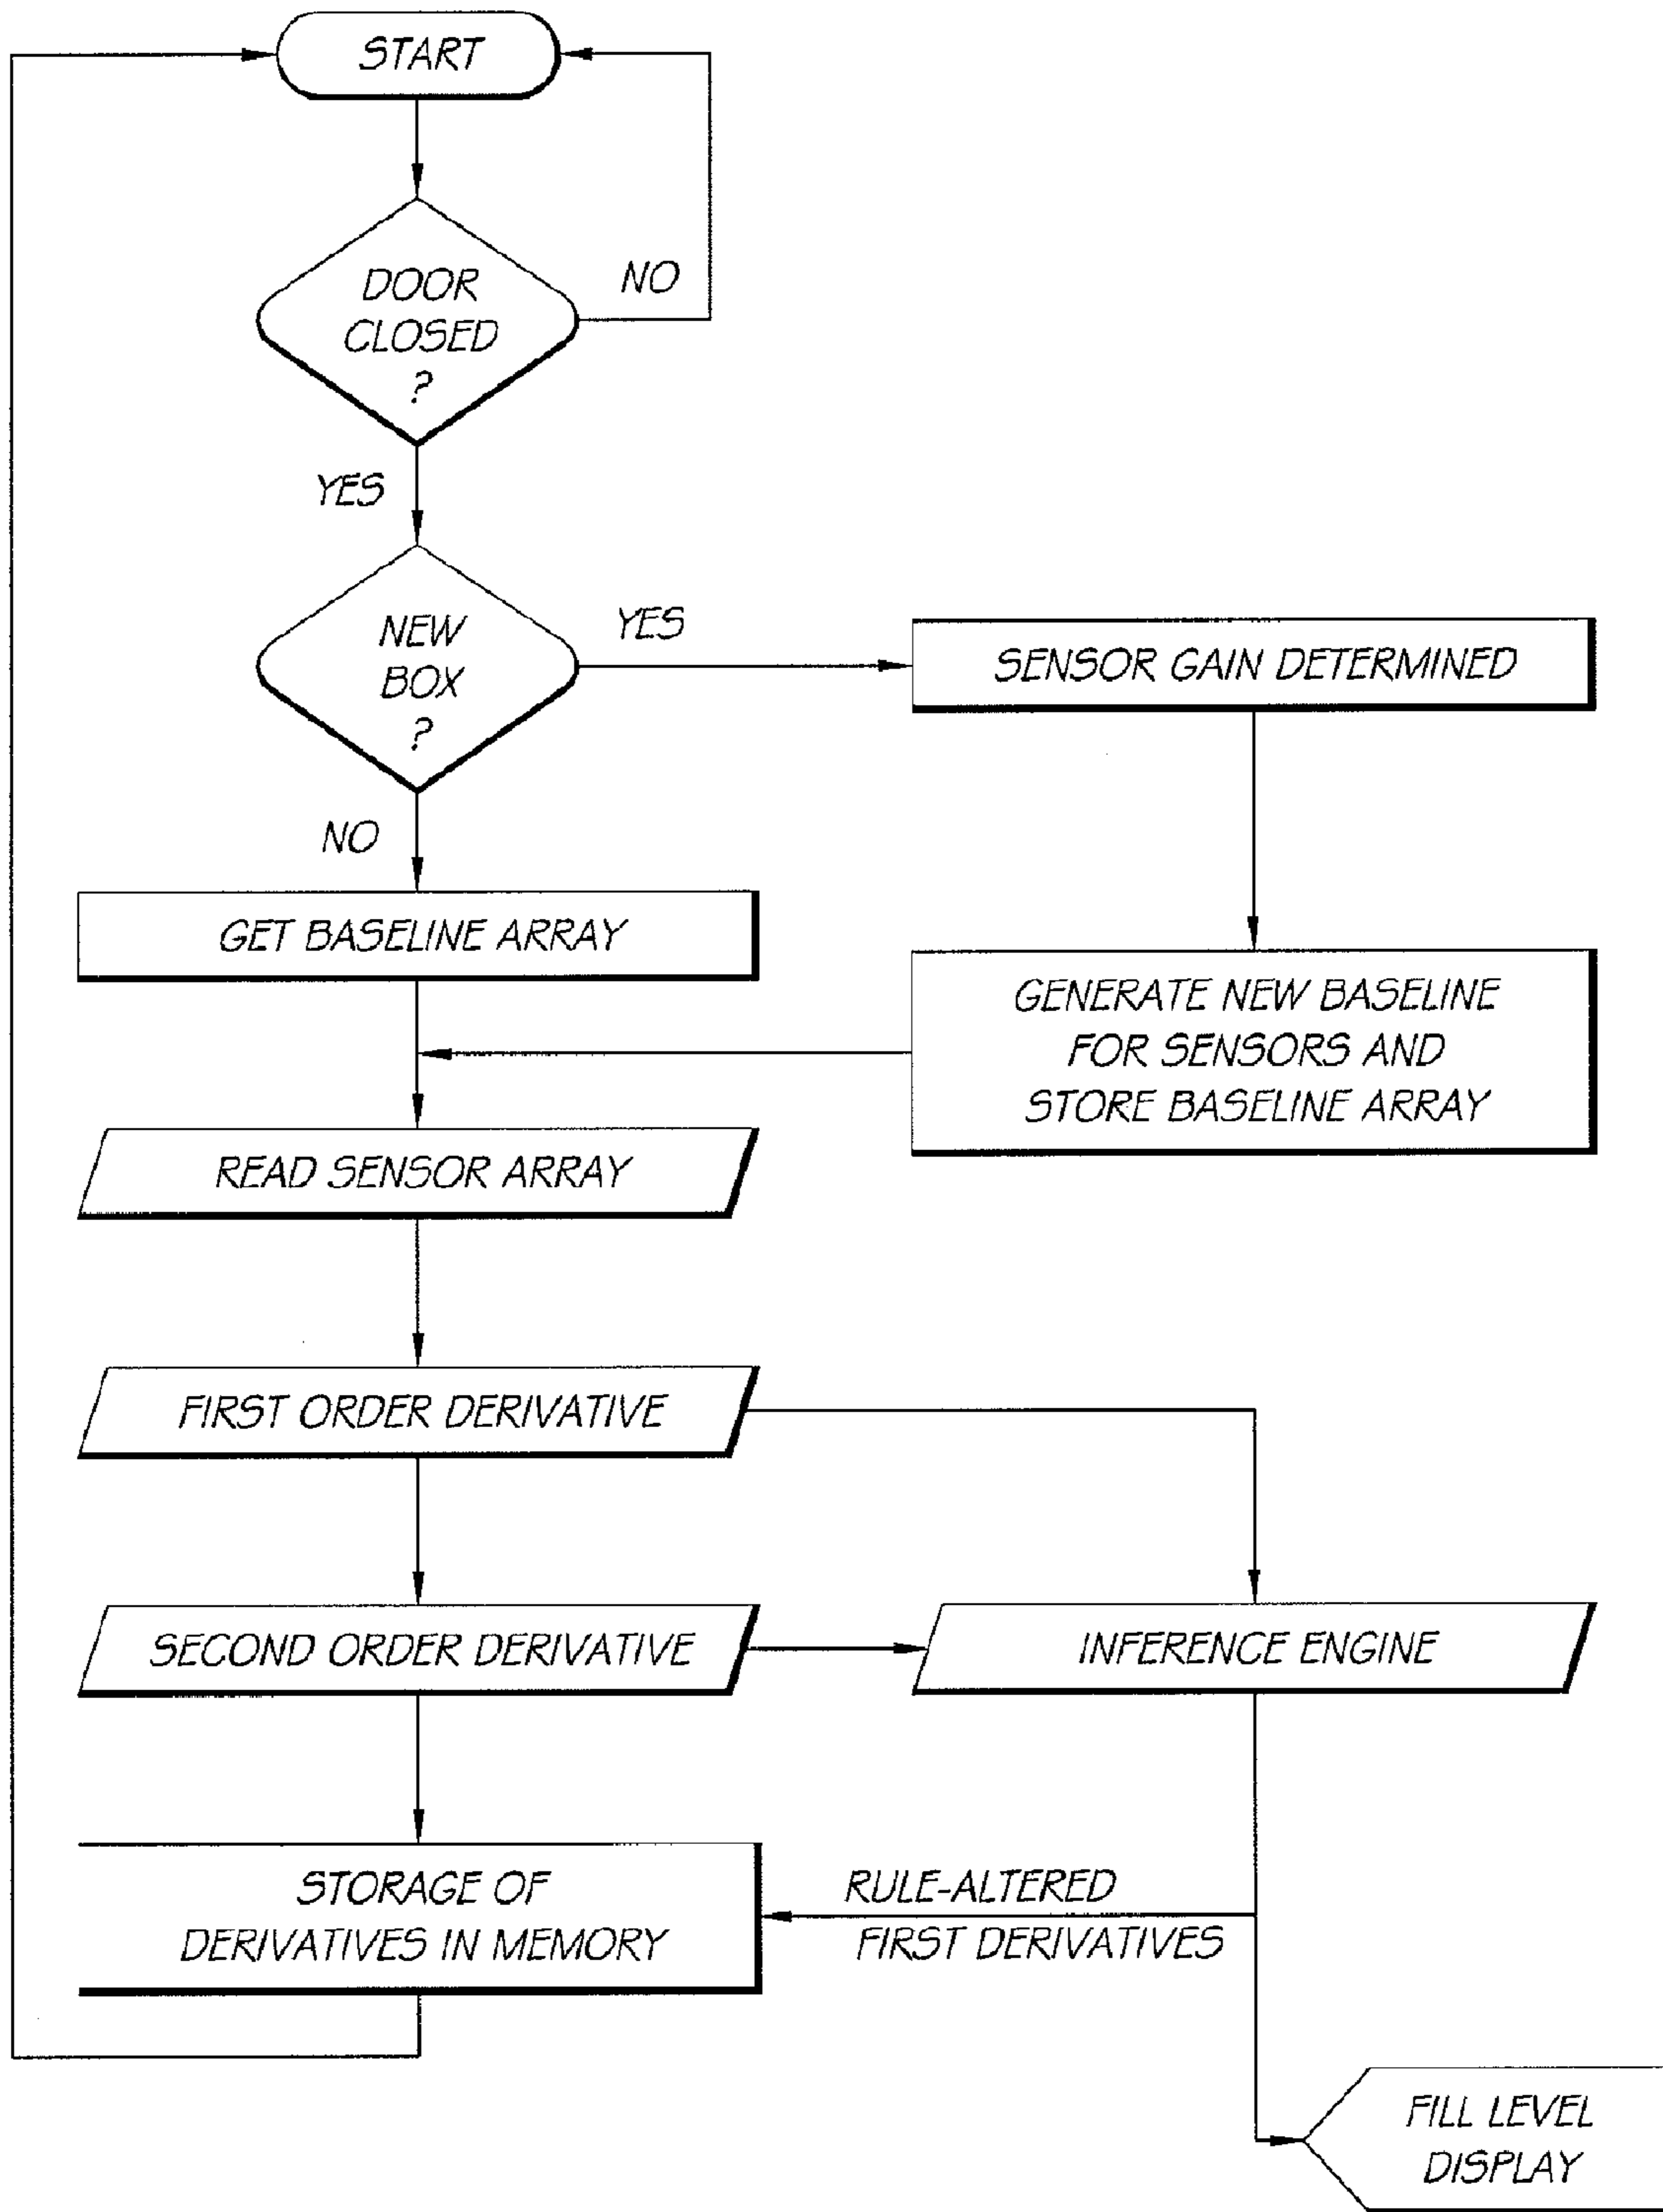 START
DOOR
CLOSED
?
NO
YES
NEW
BOX
?
YES
SENSOR GAIN DETERMINED
NO
GET BASELINE ARRAY
GENERATE NEW BASELINE
FOR SENSORS AND
STORE BASELINE ARRAY
READ SENSOR ARRAY
FIRST ORDER DERIVATIVE
SECOND ORDER DERIVATIVE
INFERENCE ENGINE
STORAGE OF
DERIVATIVES IN MEMORY
RULE-ALTERED
FIRST DERIVATIVES
FILL LEVEL
DISPLAY